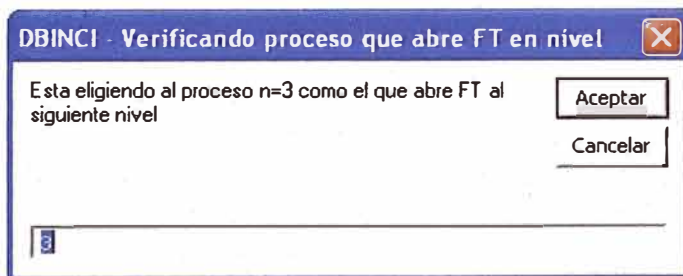 DBINCI - Verificando proceso que abre FT en nivel
Esta eligiendo al proceso n=3 como el que abre FT al
siguiente nivel
Aceptar
Cancelar
3